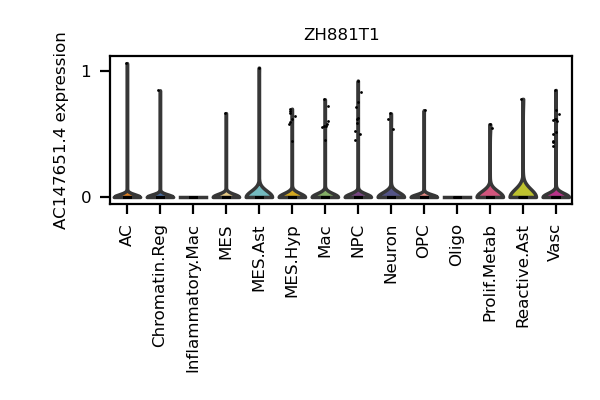 ZH881T1
AC147651.4 expression
1
0
AC
Chromatin.Reg
Inflammatory.Mac
MES
MES.Ast
MES.Hyp
Mac
NPC
Neuron
OPC
Oligo
Prolif.Metab
Reactive.Ast
Vasc